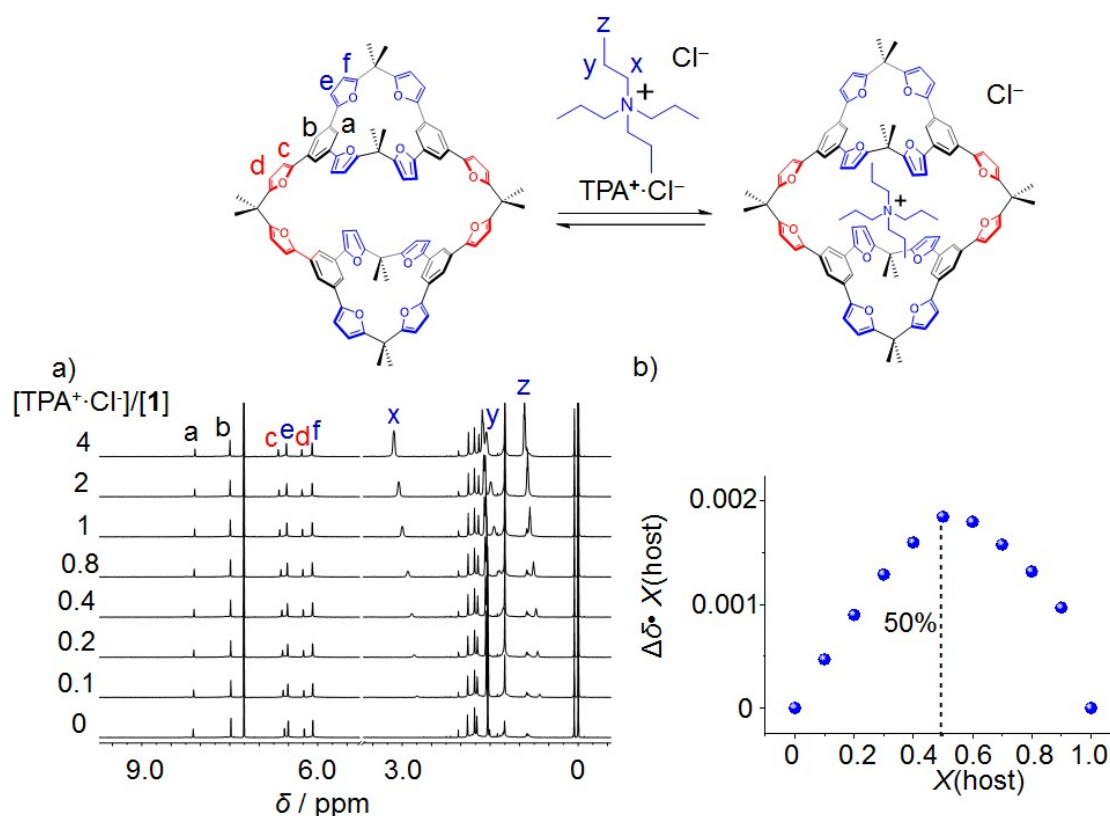 z
y
x
Cl⁻
N
+
TPA⁺·Cl⁻
f
e
b
a
c
d
O
O
O
O
O
O
O
O
O
O
O
O
Cl⁻
N
+
O
O
O
O
O
O
O
O
O
O
O
O
a)
[TPA⁺·Cl⁻]/[1]
a b c e d f x y z
4
2
1
0.8
0.4
0.2
0.1
0
9.0 6.0 3.0 0
δ / ppm
b)
Δδ• X(host)
0.002
0.001
0
50%
0 0.2 0.4 0.6 0.8 1.0
X(host)